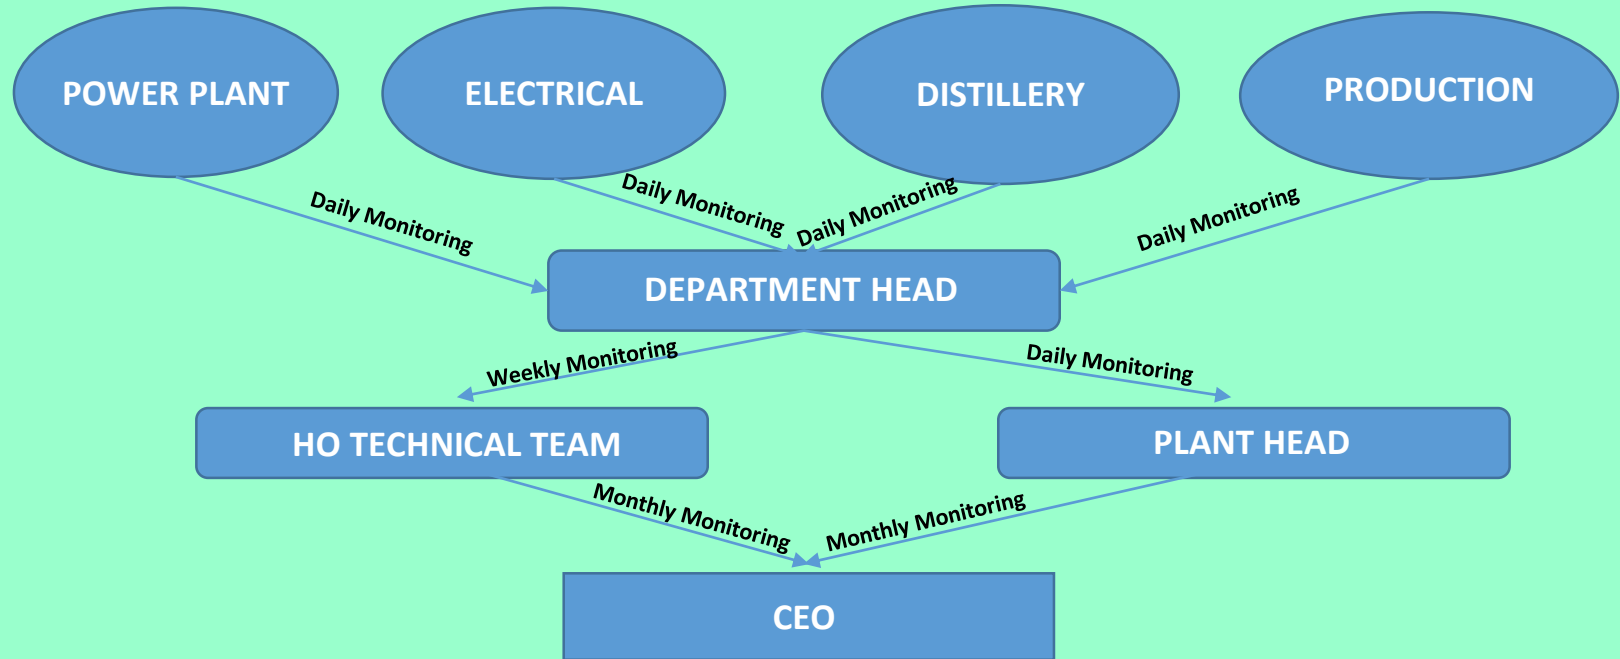 POWER PLANT
ELECTRICAL
DISTILLERY
PRODUCTION
Daily Monitoring
Daily Monitoring
Daily Monitoring
Daily Monitoring
DEPARTMENT HEAD
Weekly Monitoring
Daily Monitoring
HO TECHNICAL TEAM
PLANT HEAD
Monthly Monitoring
Monthly Monitoring
CEO